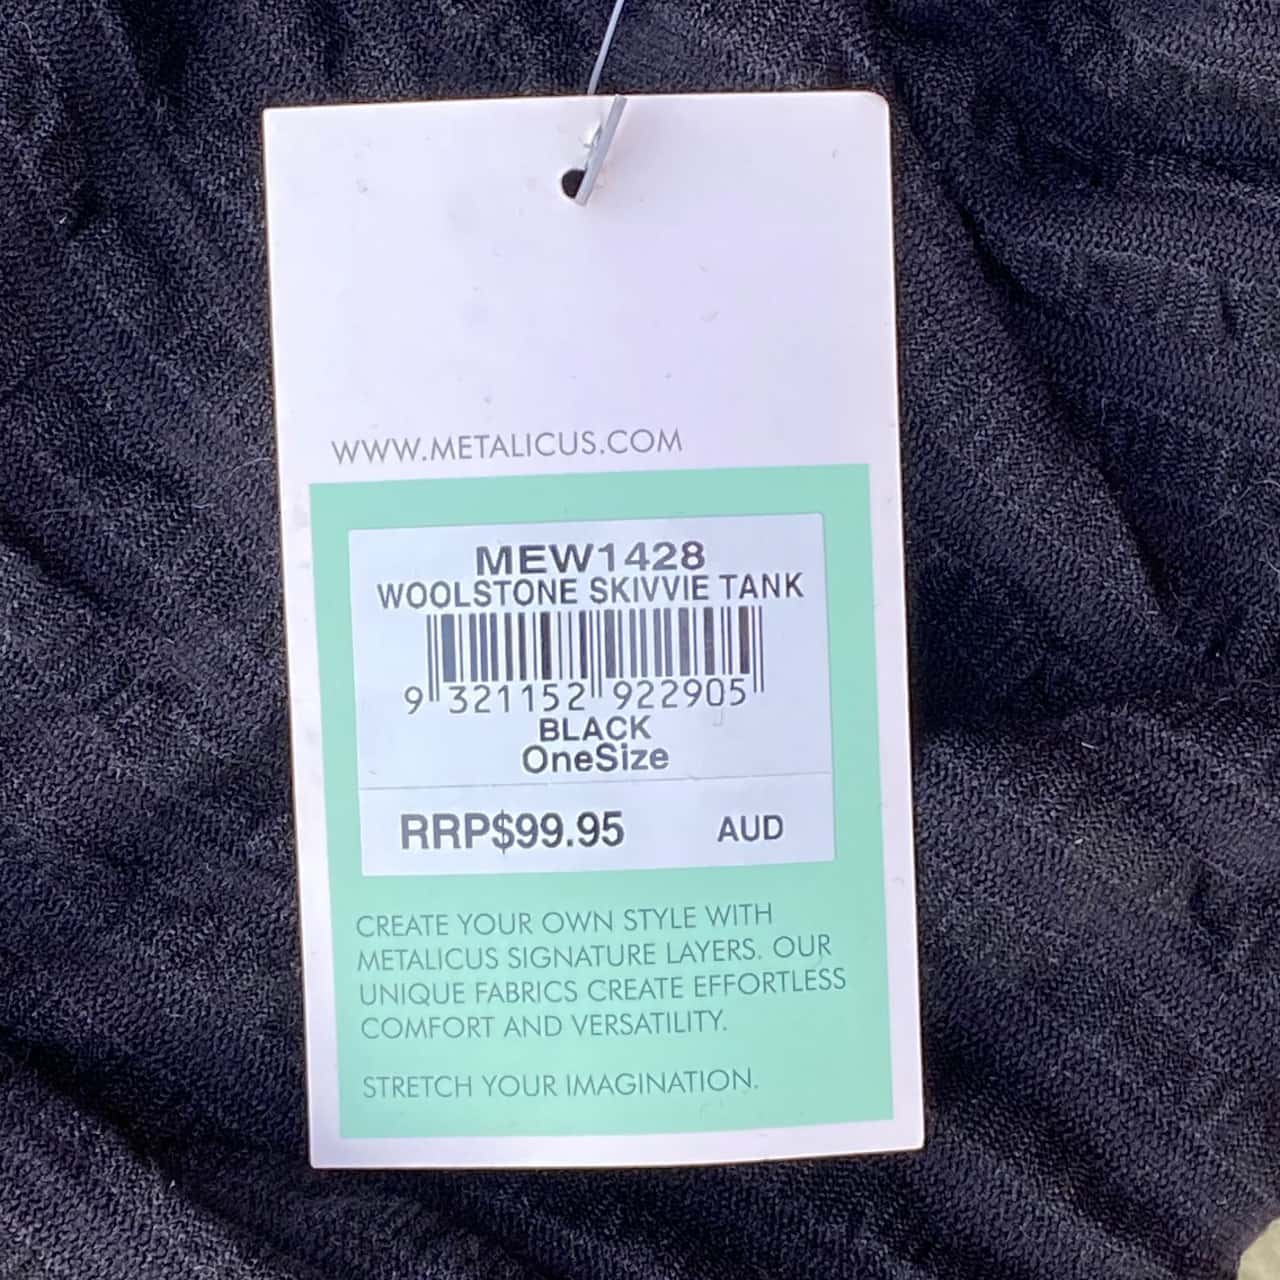 WWW.METALICUS.COM
MEW1428
WOOLSTONE SKIVVIE TANK
9 321152 922905
BLACK
OneSize
RRP$99.95 AUD
CREATE YOUR OWN STYLE WITH
METALICUS SIGNATURE LAYERS. OUR
UNIQUE FABRICS CREATE EFFORTLESS
COMFORT AND VERSATILITY.
STRETCH YOUR IMAGINATION.